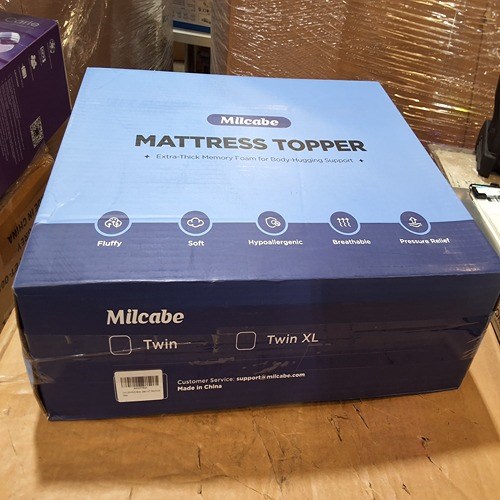 Milcabe
MATTRESS TOPPER
Extra-Thick Memory Foam for Body-Hugging Support
Fluffy
Soft
Hypoallergenic
Breathable
Pressure Relief
Milcabe
Twin
Twin XL
Customer Service: support@milcabe.com
Made in China